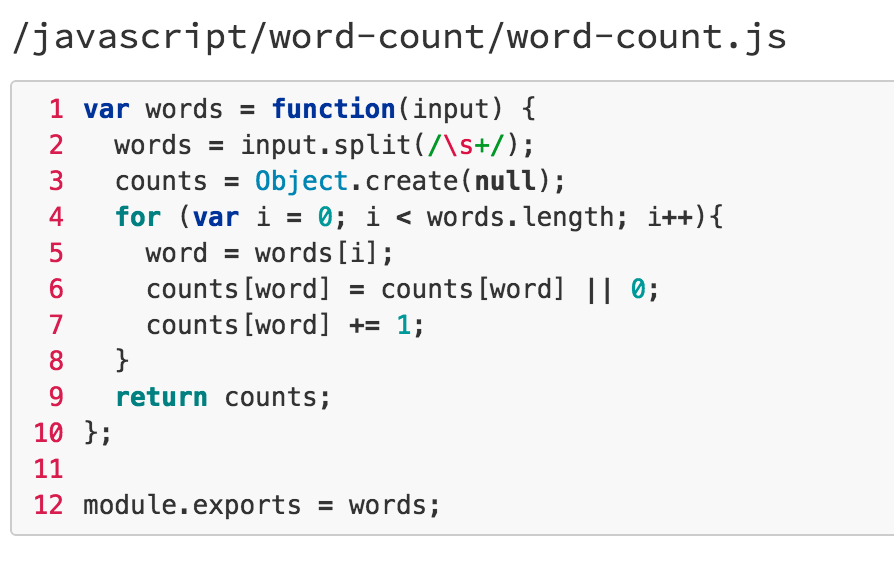 /javascript/word-count/word-count.js
1 var words = function(input) {
2   words = input.split(/\s+/);
3   counts = Object.create(null);
4   for (var i = 0; i < words.length; i++){
5     word = words[i];
6     counts[word] = counts[word] || 0;
7     counts[word] += 1;
8   }
9   return counts;
10 };
11
12 module.exports = words;